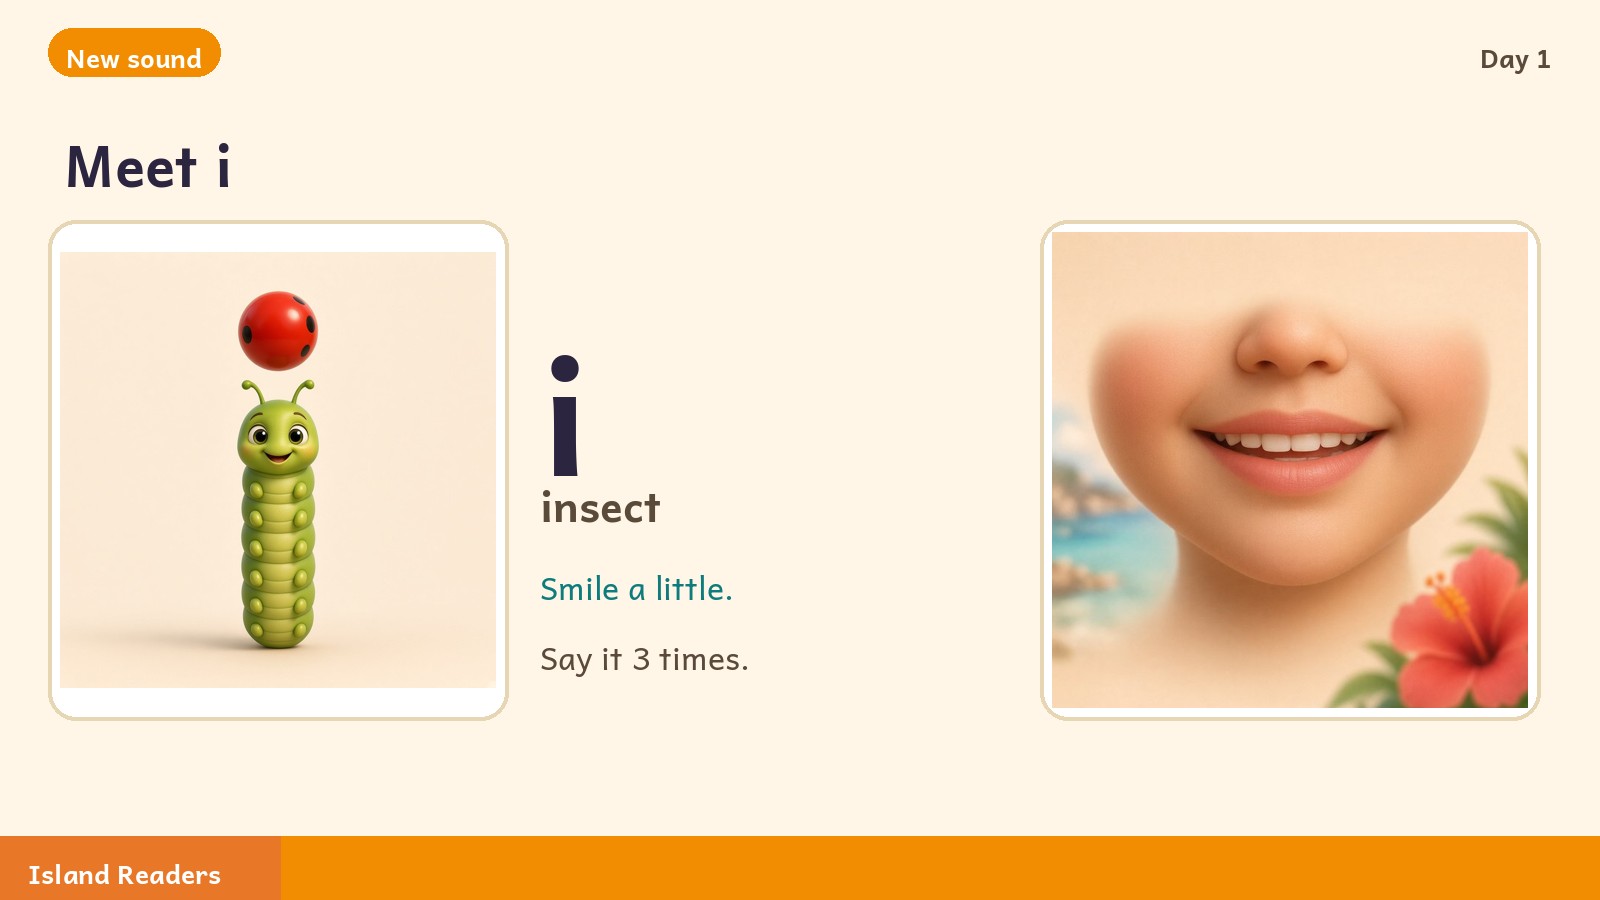 New sound
Day 1
Meet i
i
insect
Smile a little.
Say it 3 times.
Island Readers